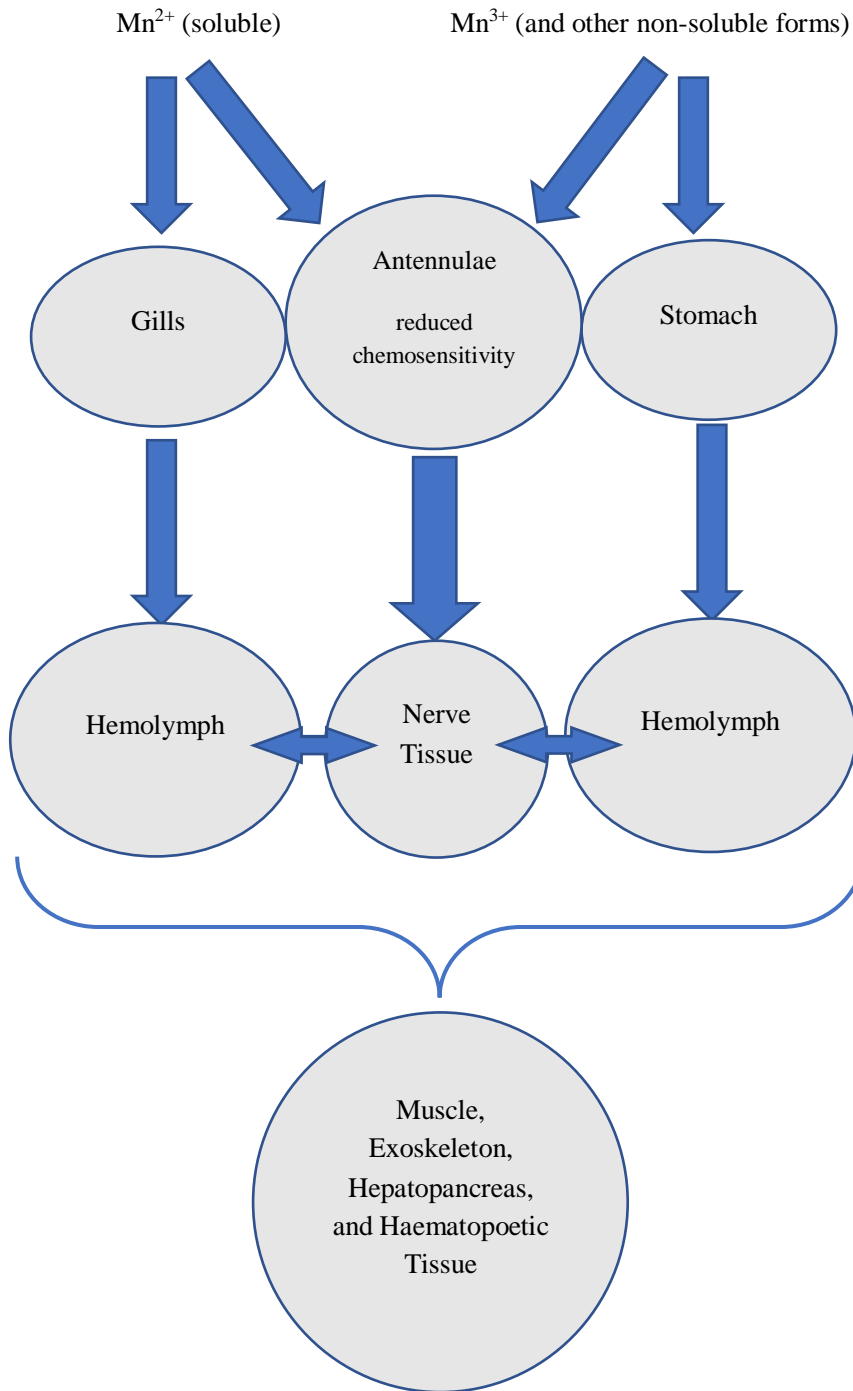 Mn²⁺ (soluble)
Mn³⁺ (and other non-soluble forms)
Gills
Antennulae
reduced
chemosensitivity
Stomach
Hemolymph
Nerve
Tissue
Hemolymph
Muscle,
Exoskeleton,
Hepatopancreas,
and Haematopoetic
Tissue